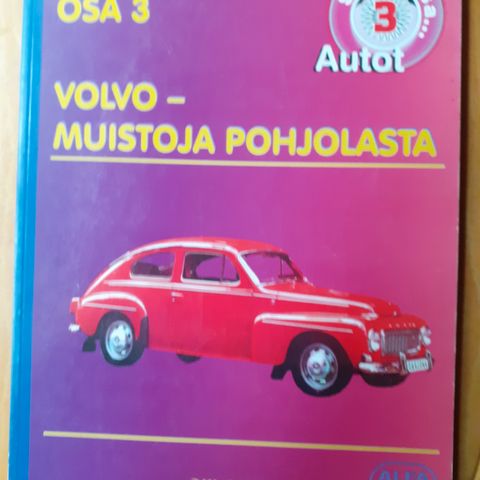 OSA 3
3
Autot
VOLVO –
MUISTOJA POHJOLASTA